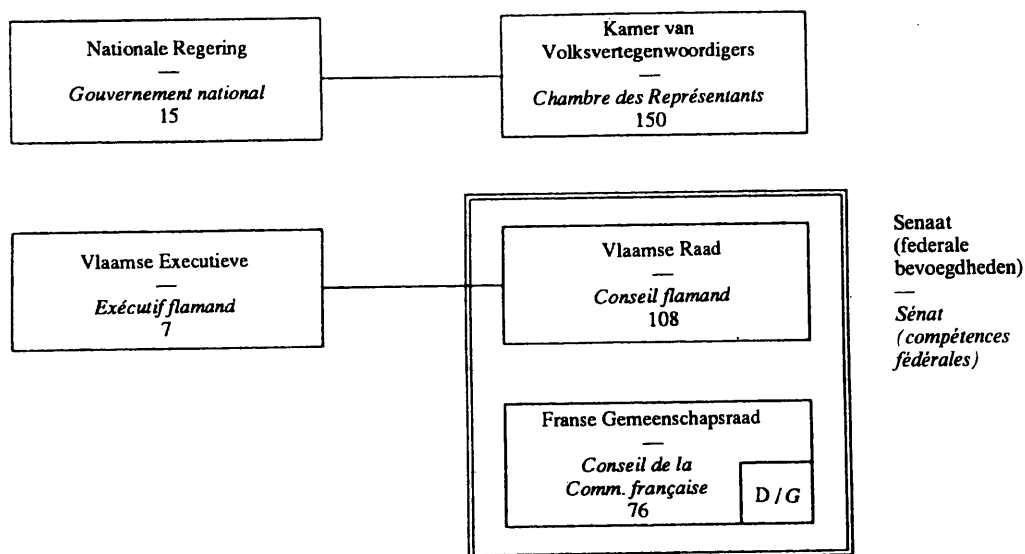 Nationale Regering
—
Gouvernement national
15
Kamer van
Volksvertegenwoordigers
—
Chambre des Représentants
150
Vlaamse Executieve
—
Exécutif flamand
7
Vlaamse Raad
—
Conseil flamand
108
Senaat
(federale
bevoegdheden)
—
Sénat
(compétences
fédérales)
Franse Gemeenschapsraad
—
Conseil de la
Comm. française
76
D / G